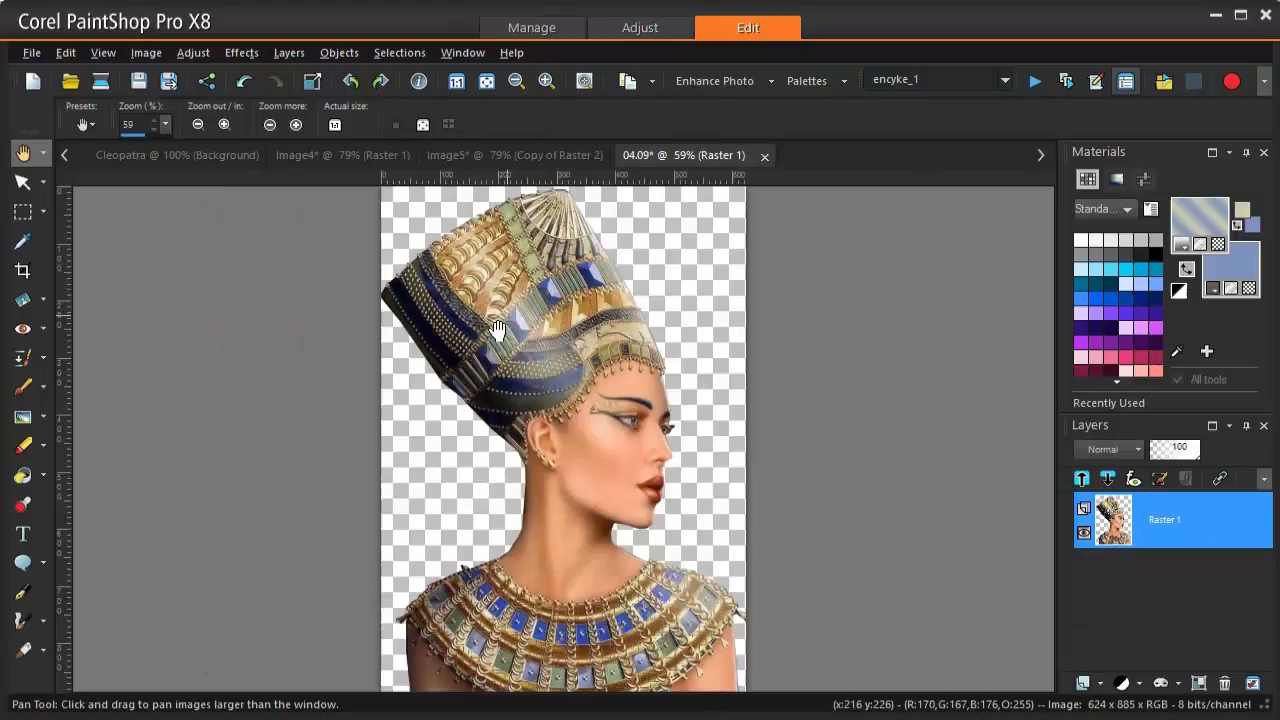 Corel PaintShop Pro X8
Manage Adjust Edit
File Edit View Image Adjust Effects Layers Objects Selections Window Help
Enhance Photo Palettes encyke_1
Presets: Zoom (%): Zoom out / in: Zoom more: Actual size:
59
Cleopatra @ 100% (Background) Image4* @ 79% (Raster 1) Image5* @ 79% (Copy of Raster 2) 04.09* @ 59% (Raster 1)
Materials
Standa...
All tools
Recently Used
Layers
Normal 100
Raster 1
Pan Tool: Click and drag to pan images larger than the window.
(x:216 y:226) - (R:170,G:167,B:176,O:255) -- Image: 624 x 885 x RGB - 8 bits/channel